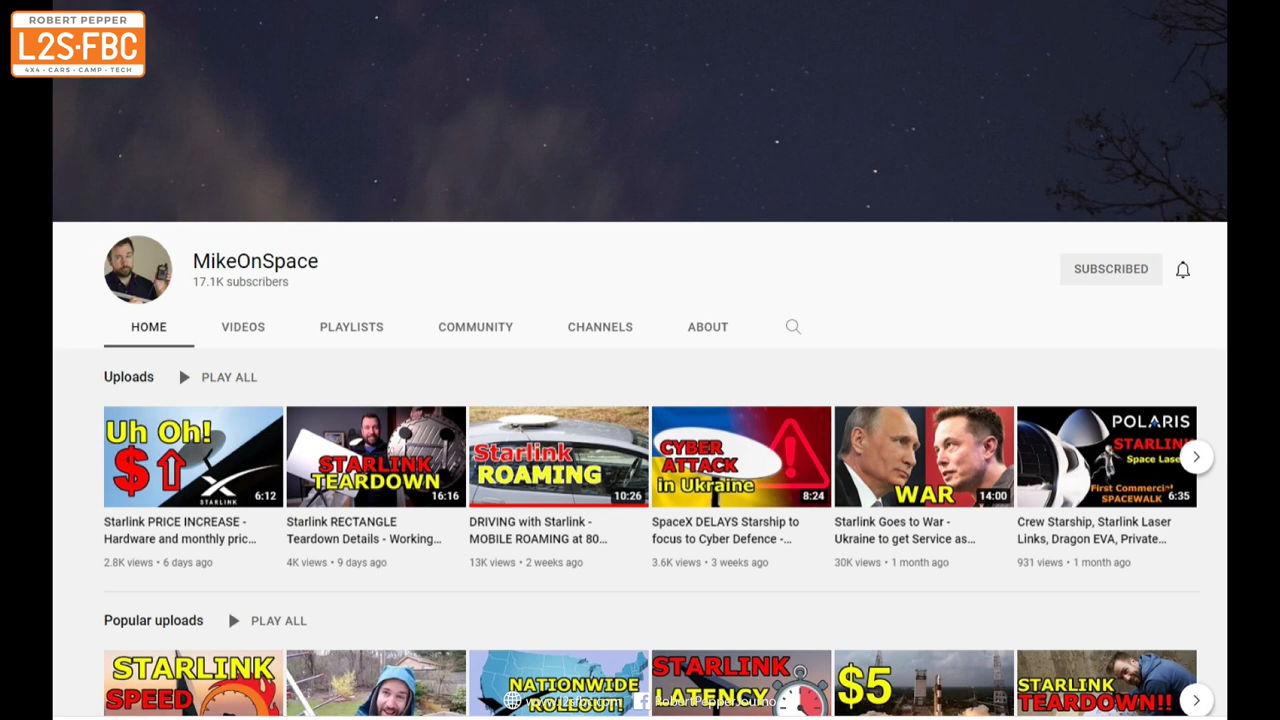 ROBERT PEPPER
L2S·FBC
4X4 • CARS • CAMP • TECH
MikeOnSpace
17.1K subscribers
SUBSCRIBED
HOME VIDEOS PLAYLISTS COMMUNITY CHANNELS ABOUT
Uploads PLAY ALL
Uh Oh!
$
STARLINK
6:12
STARLINK
TEARDOWN
16:16
Starlink
ROAMING
10:26
CYBER
ATTACK
in Ukraine
8:24
WAR
14:00
POLARIS
STARLINK
Space Lase
First Commercial
SPACEWALK
6:35
Starlink PRICE INCREASE -
Hardware and monthly pric...
2.8K views • 6 days ago
Starlink RECTANGLE
Teardown Details - Working...
4K views • 9 days ago
DRIVING with Starlink -
MOBILE ROAMING at 80...
13K views • 2 weeks ago
SpaceX DELAYS Starship to
focus to Cyber Defence -...
3.6K views • 3 weeks ago
Starlink Goes to War -
Ukraine to get Service as...
30K views • 1 month ago
Crew Starship, Starlink Laser
Links, Dragon EVA, Private...
931 views • 1 month ago
Popular uploads PLAY ALL
STARLINK
SPEED
NATIONWIDE
ROLLOUT!
STARLINK
LATENCY
$5
STARLINK
TEARDOWN!!
RobertPepperJourno